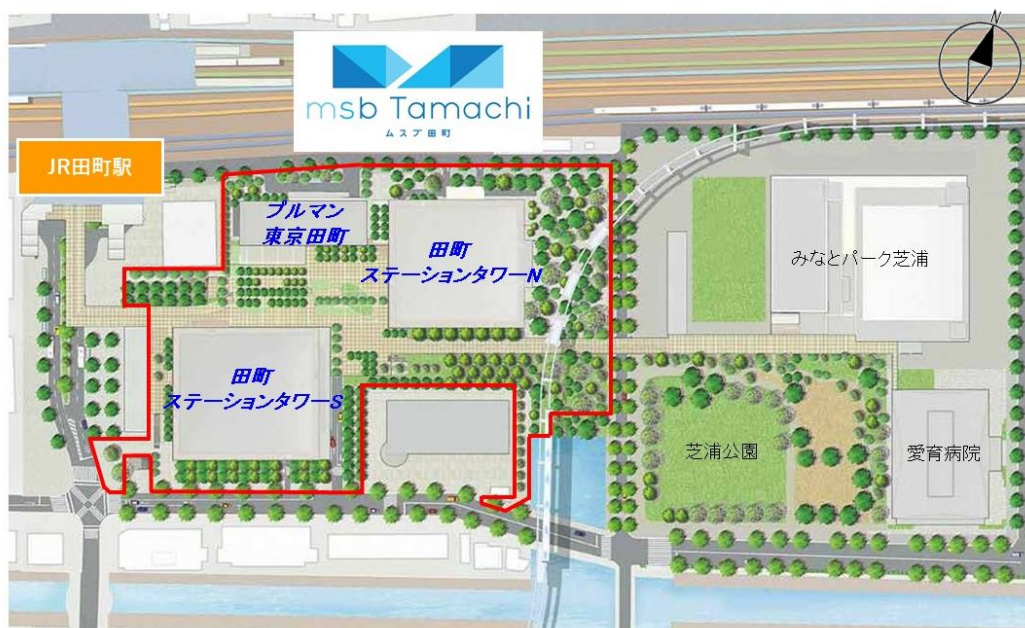 N
msb Tamachi
ムスブ田町
JR田町駅
プルマン
東京田町
田町
ステーションタワーN
みなとパーク芝浦
田町
ステーションタワーS
芝浦公園
愛育病院